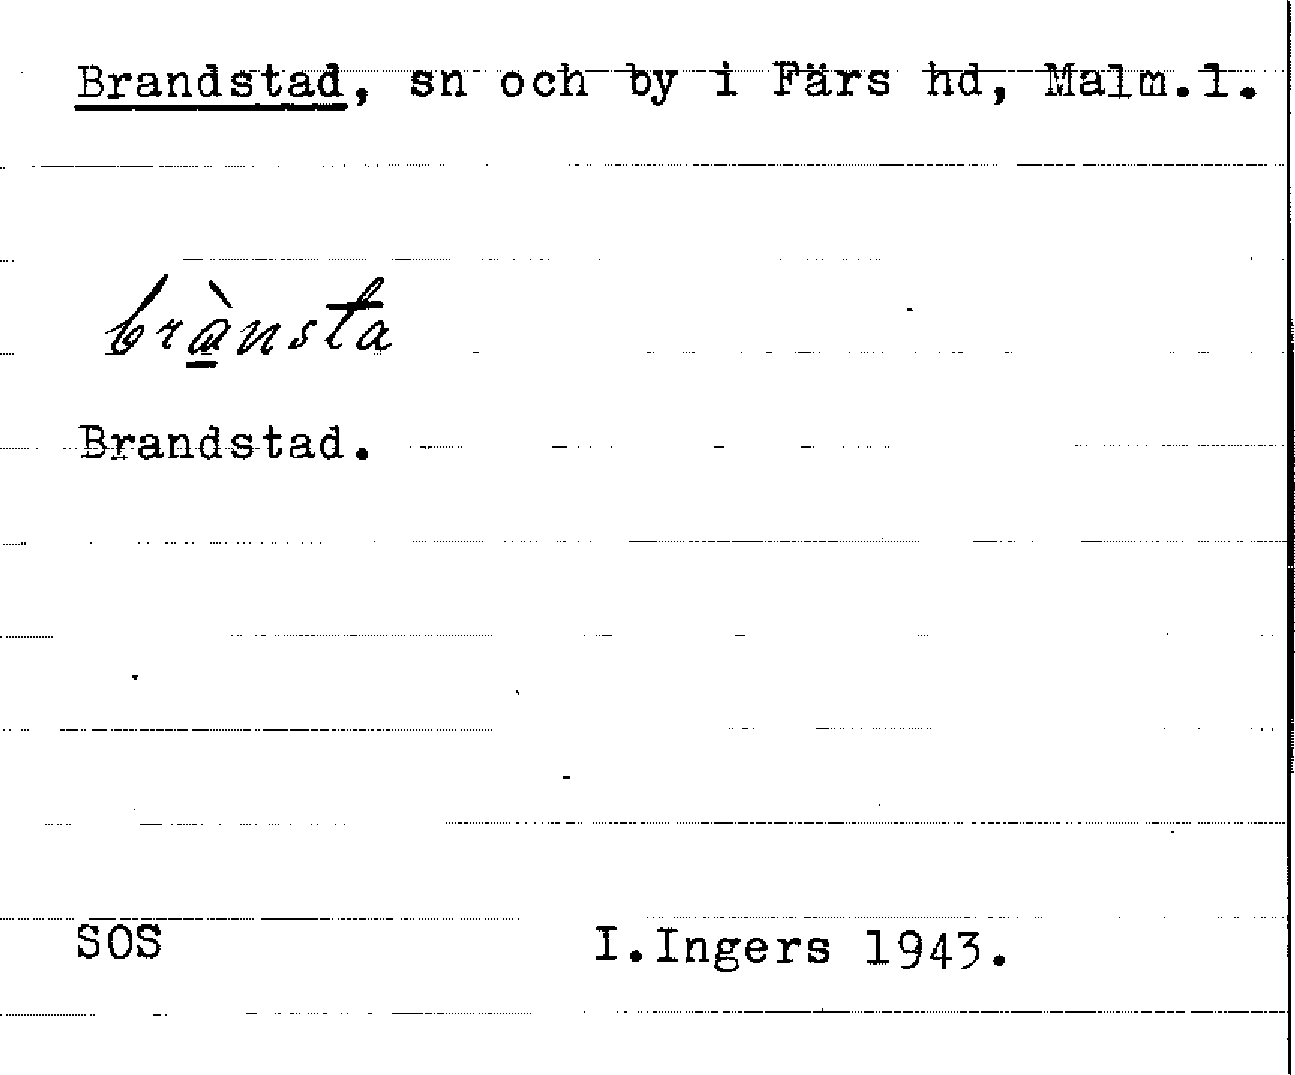 Brandstad, sn och by i Färs hd, Malm.l.
brànsta
Brandstad.
SOS I.Ingers 1943.